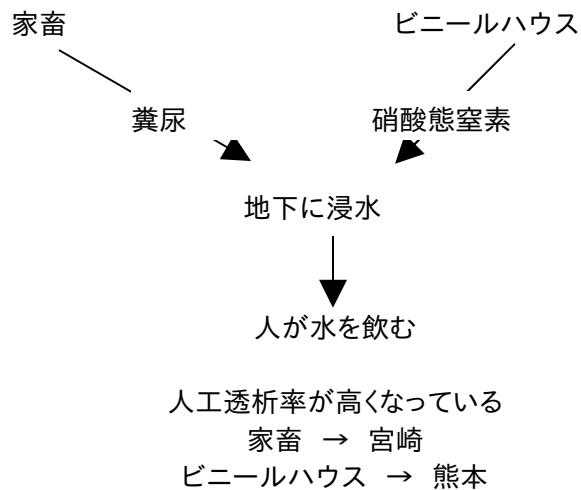 家畜
ビニールハウス
糞尿
硝酸態窒素
地下に浸水
人が水を飲む
人工透析率が高くなっている
家畜 → 宮崎
ビニールハウス → 熊本